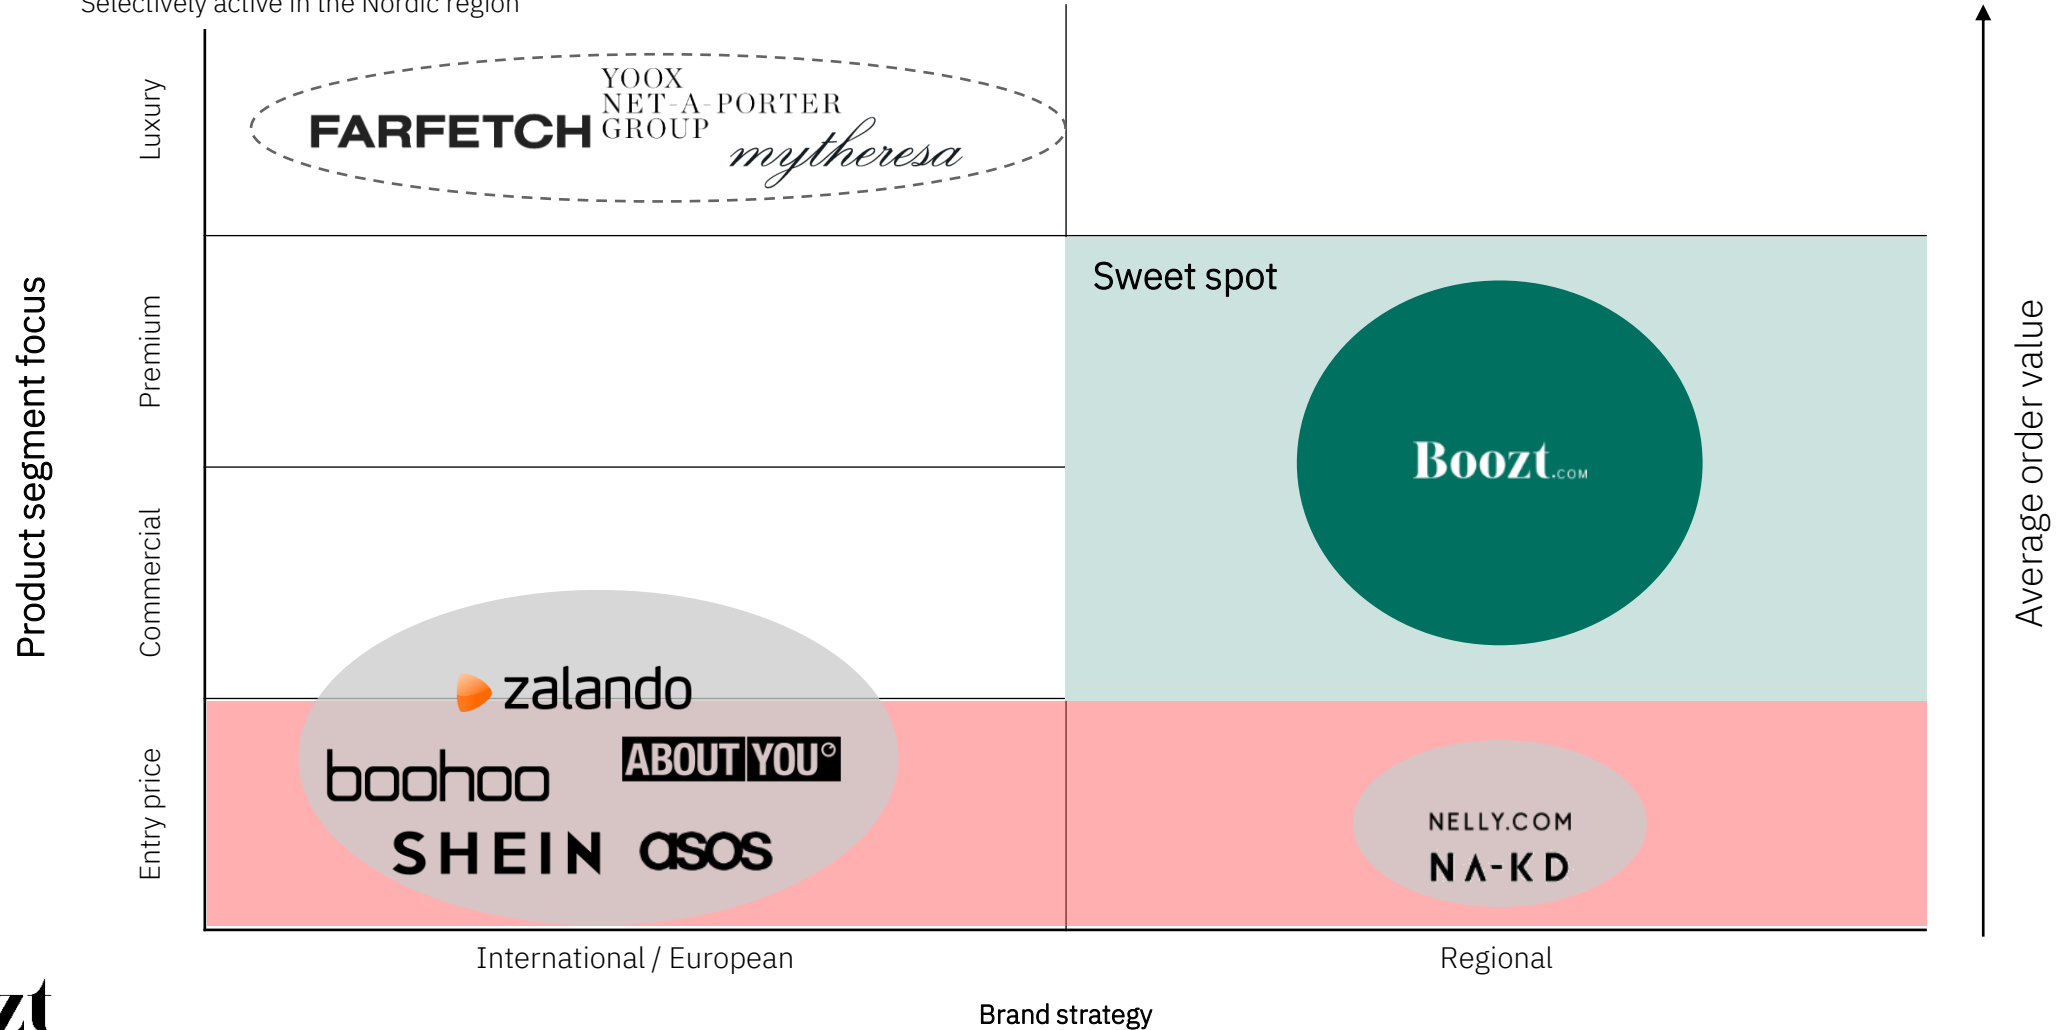 Selectively active in the Nordic region
Luxury
Premium
Commercial
Entry price
Product segment focus
FARFETCH
YOOX
NET-A-PORTER
GROUP
mytheresa
Sweet spot
Boozt.COM
zalando
boohoo
ABOUT YOU
SHEIN
asos
NELLY.COM
NA-KD
Average order value
International / European
Regional
Brand strategy
zt